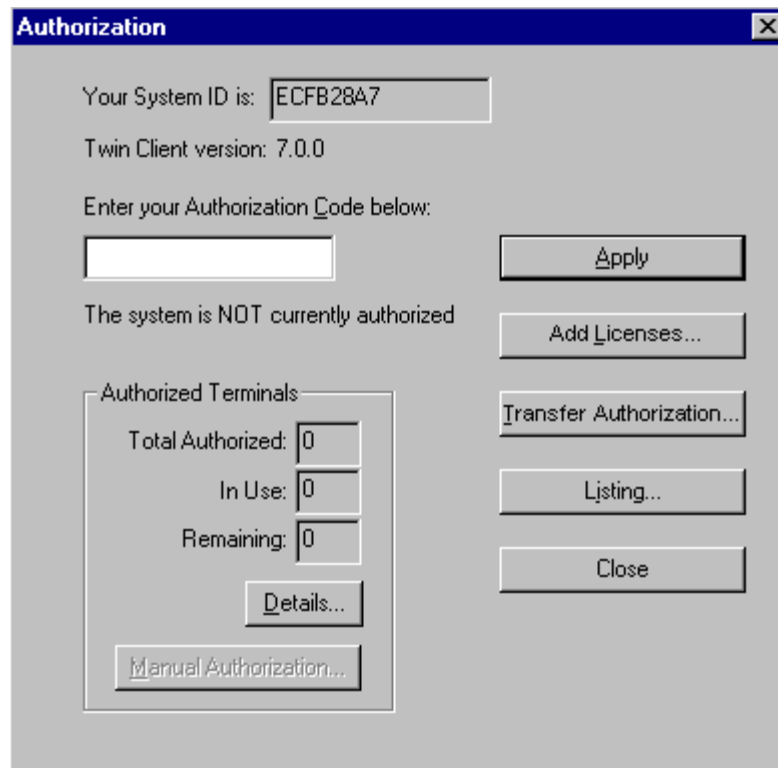 Authorization
Your System ID is: ECFB28A7
Twin Client version: 7.0.0
Enter your Authorization Code below:
Apply
The system is NOT currently authorized
Add Licenses...
Authorized Terminals
Transfer Authorization...
Total Authorized: 0
In Use: 0
Listing...
Remaining: 0
Close
Details...
Manual Authorization...